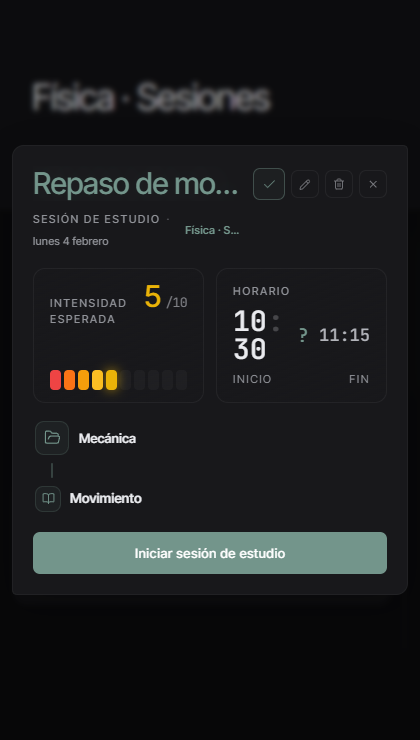 Física · Sesiones
Repaso de mo...
SESIÓN DE ESTUDIO ·
lunes 4 febrero
Física · S...
INTENSIDAD
ESPERADA
5 /10
HORARIO
10:
30
? 11:15
INICIO
FIN
Mecánica
Movimiento
Iniciar sesión de estudio